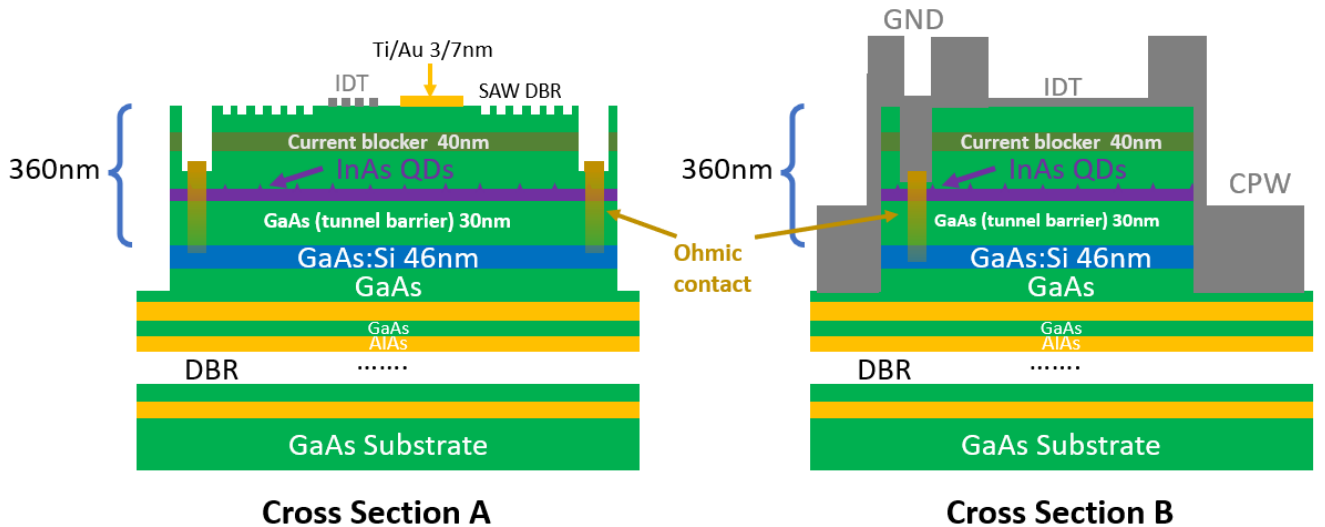 Ti/Au 3/7nm
IDT
SAW DBR
360nm
Current blocker 40nm
InAs QDs
GaAs (tunnel barrier) 30nm
GaAs:Si 46nm
GaAs
GaAs
AlAs
DBR
.......
GaAs Substrate
Cross Section A
Ohmic
contact
GND
IDT
360nm
Current blocker 40nm
InAs QDs
CPW
GaAs (tunnel barrier) 30nm
GaAs:Si 46nm
GaAs
GaAs
AlAs
DBR
.......
GaAs Substrate
Cross Section B